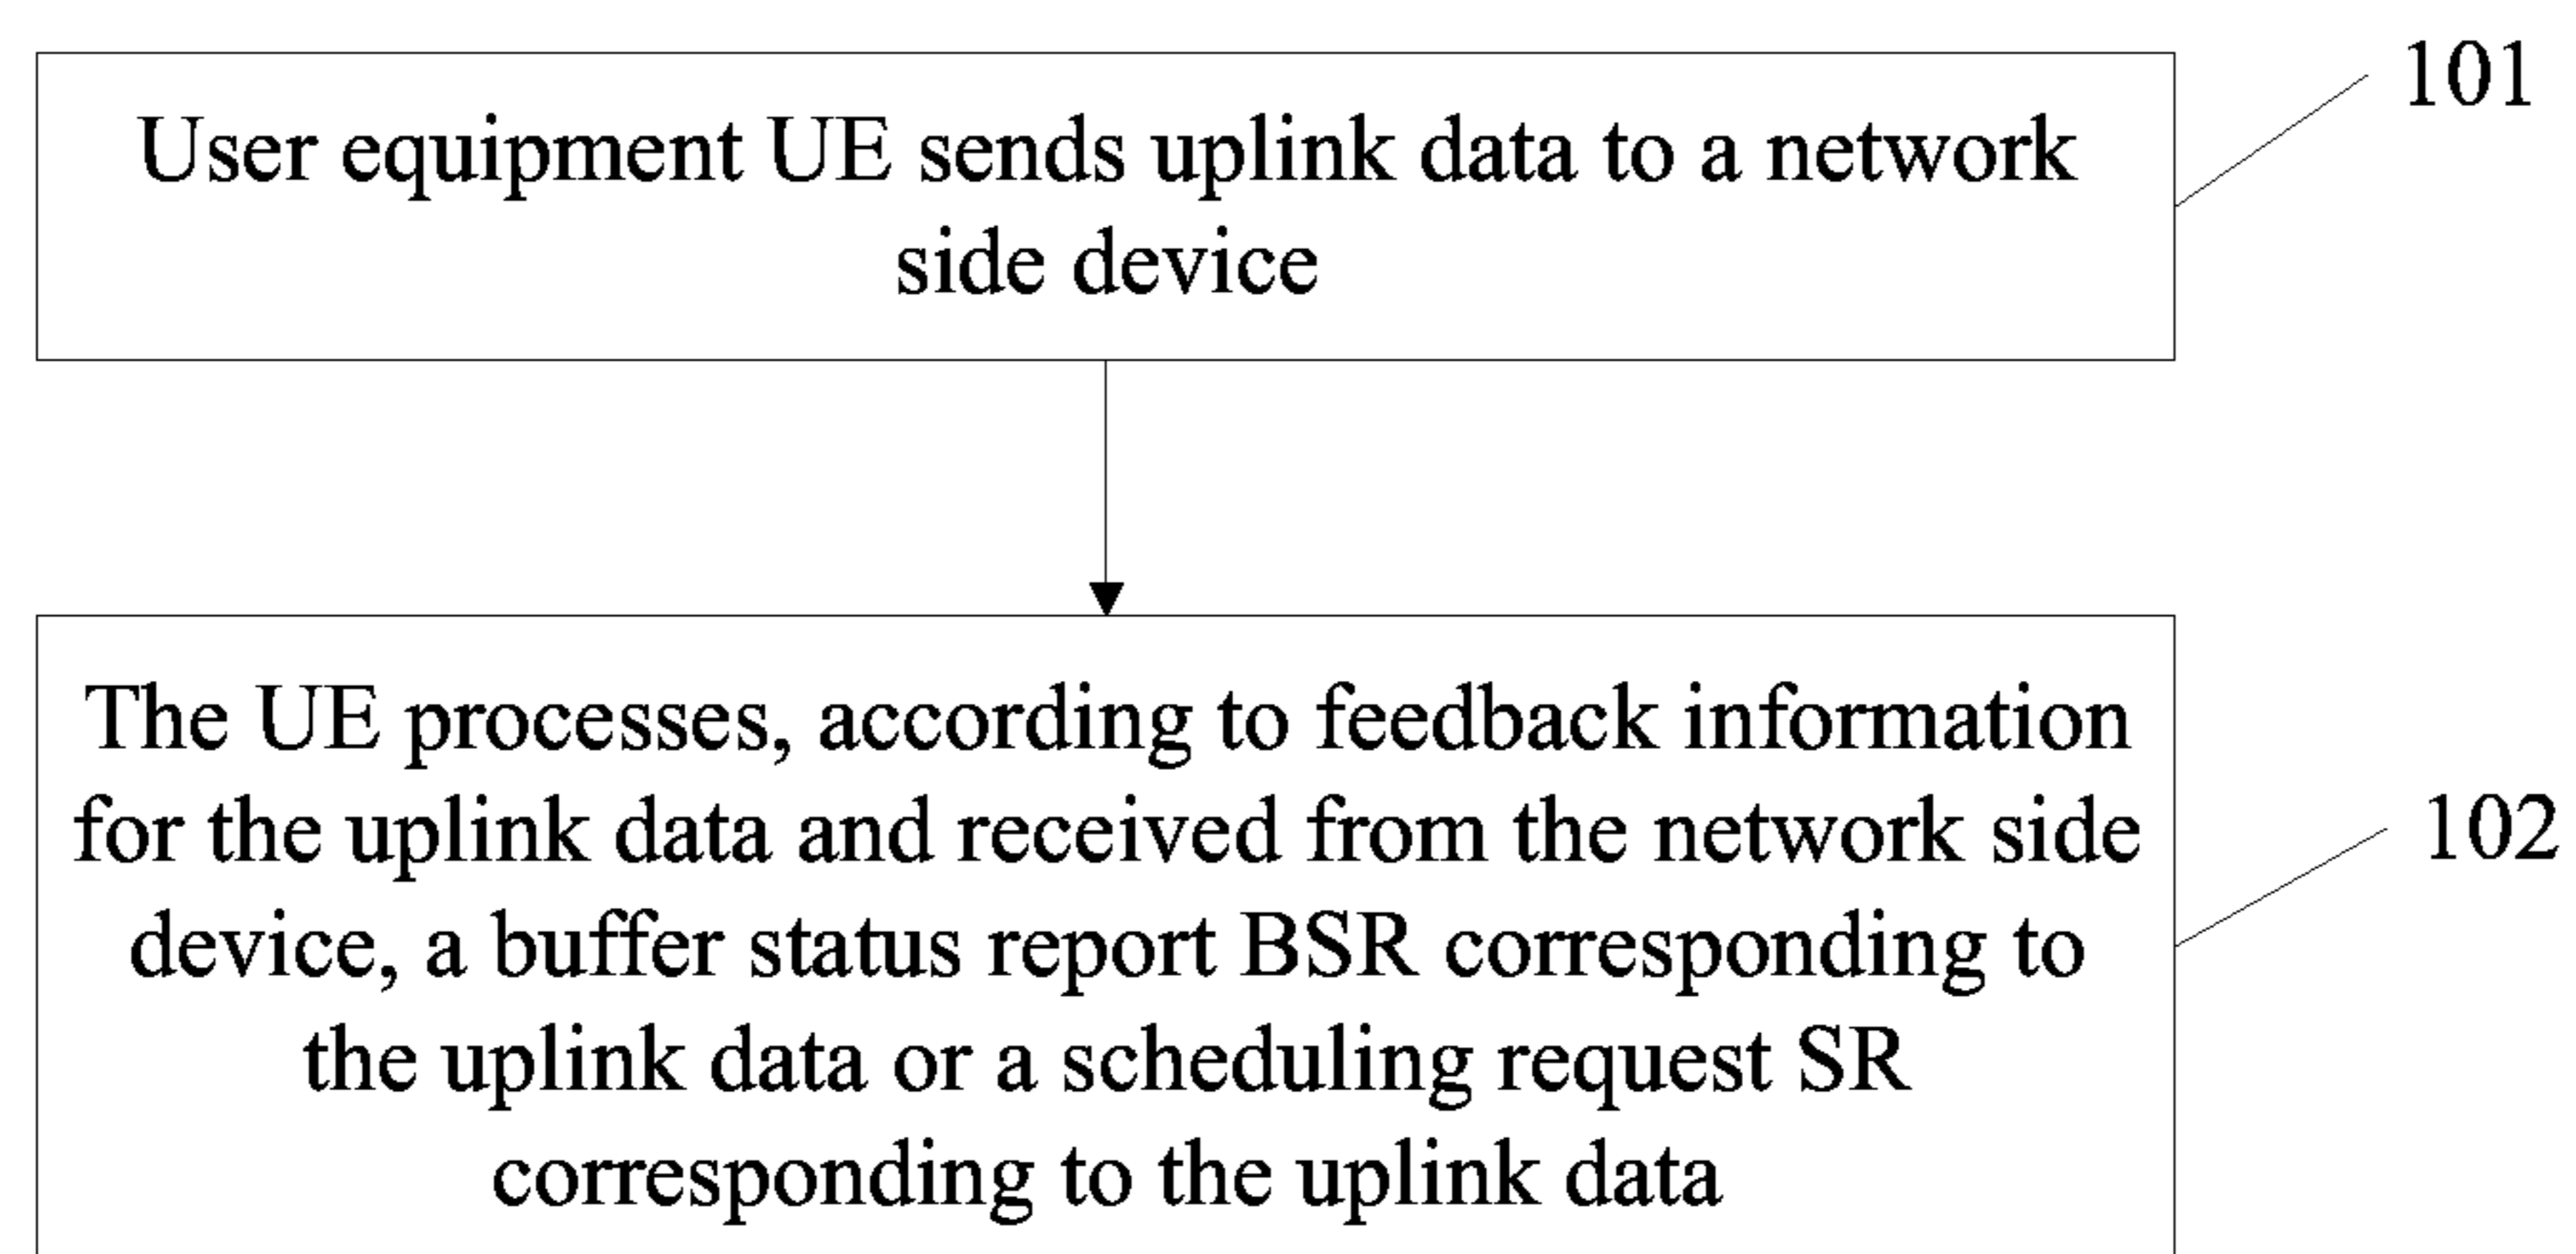 101
User equipment UE sends uplink data to a network
side device
The UE processes, according to feedback information
for the uplink data and received from the network side
device, a buffer status report BSR corresponding to
the uplink data or a scheduling request SR
corresponding to the uplink data
102